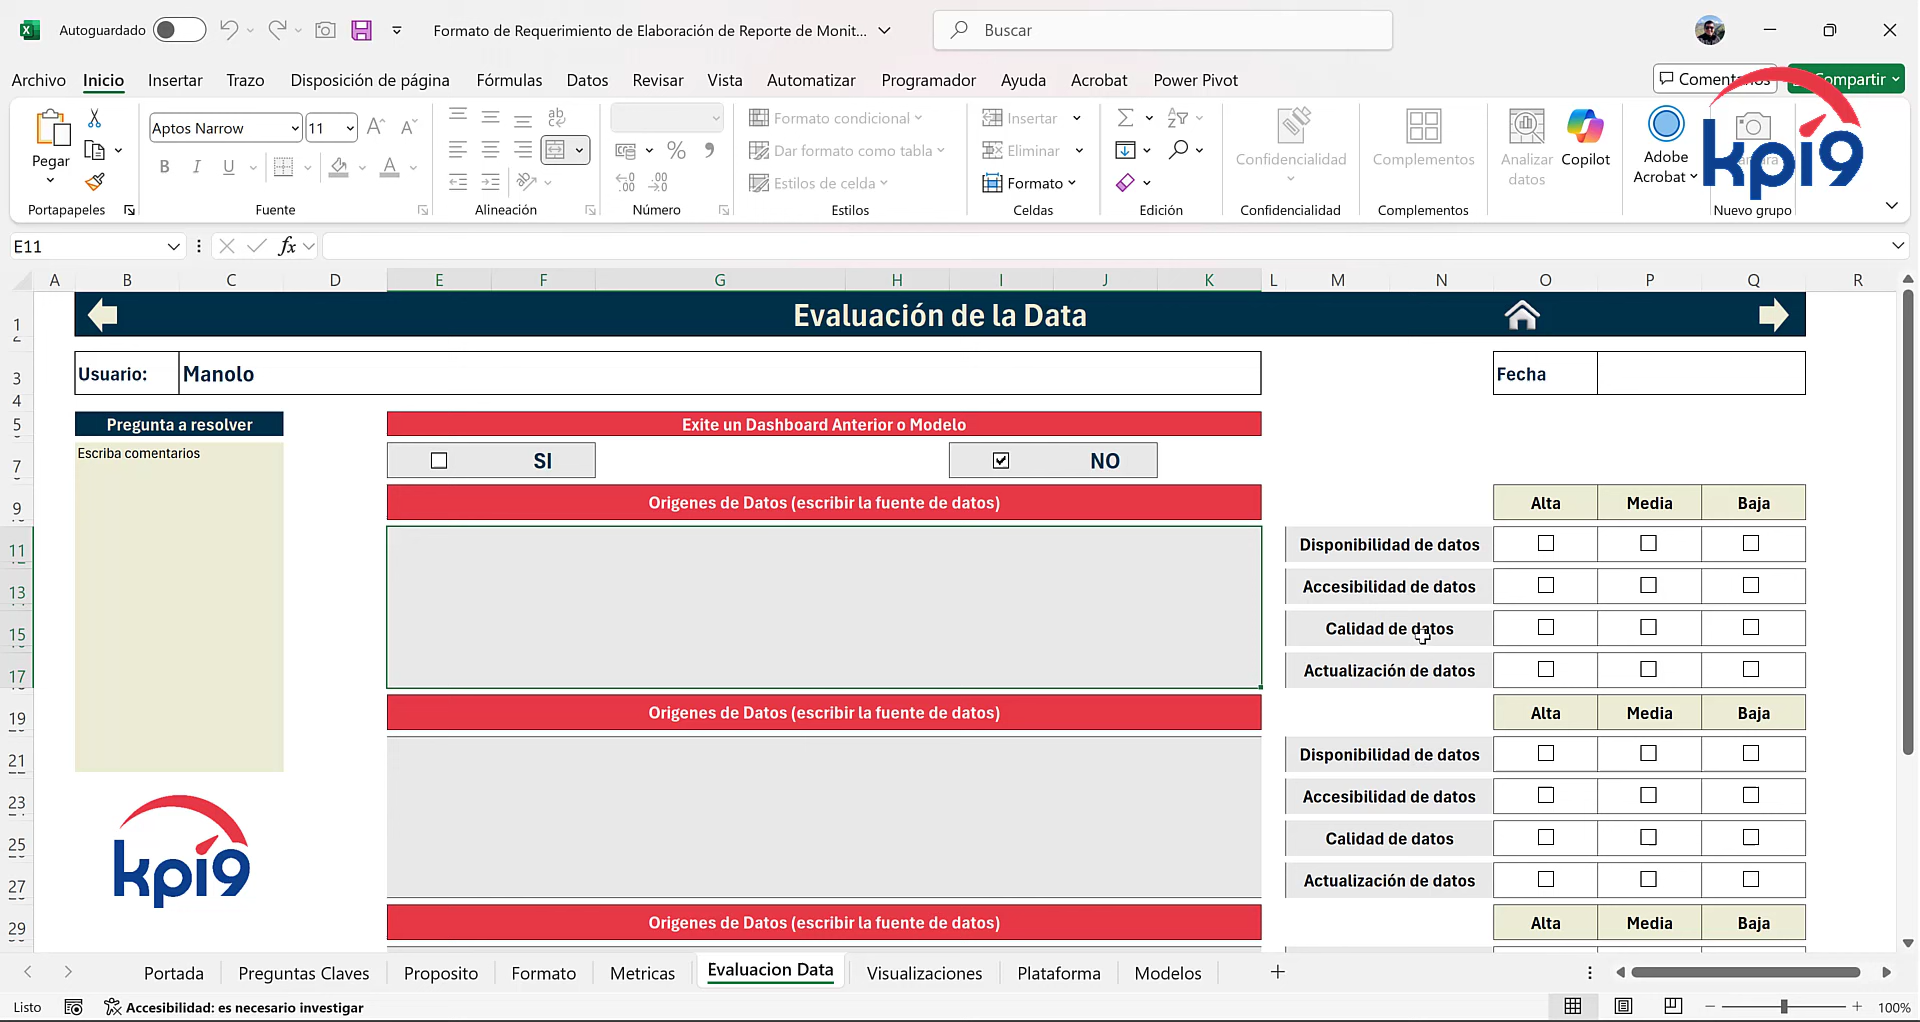 Autoguardado
Formato de Requerimiento de Elaboración de Reporte de Monit...
Buscar
Archivo Inicio Insertar Trazo Disposición de página Fórmulas Datos Revisar Vista Automatizar Programador Ayuda Acrobat Power Pivot
Compartir
kpi9
Pegar
Aptos Narrow 11
Formato condicional
Dar formato como tabla
Estilos de celda
Insertar
Eliminar
Formato
Confidencialidad
Complementos
Analizar datos
Copilot
Adobe Acrobat
Portapapeles Fuente Alineación Número Estilos Celdas Edición Confidencialidad Complementos Nuevo grupo
E11
fx
A B C D E F G H I J K L M N O P Q R
1 Evaluación de la Data
2
3 Usuario: Manolo Fecha
4
5 Pregunta a resolver Exite un Dashboard Anterior o Modelo
Escriba comentarios
7 SI NO
9 Origenes de Datos (escribir la fuente de datos) Alta Media Baja
11 Disponibilidad de datos
13 Accesibilidad de datos
15 Calidad de datos
17 Actualización de datos
19 Origenes de Datos (escribir la fuente de datos) Alta Media Baja
21 Disponibilidad de datos
23 Accesibilidad de datos
25 Calidad de datos
27 Actualización de datos
kpi9
29 Origenes de Datos (escribir la fuente de datos) Alta Media Baja
Portada Preguntas Claves Proposito Formato Metricas Evaluacion Data Visualizaciones Plataforma Modelos
Listo Accesibilidad: es necesario investigar 100%